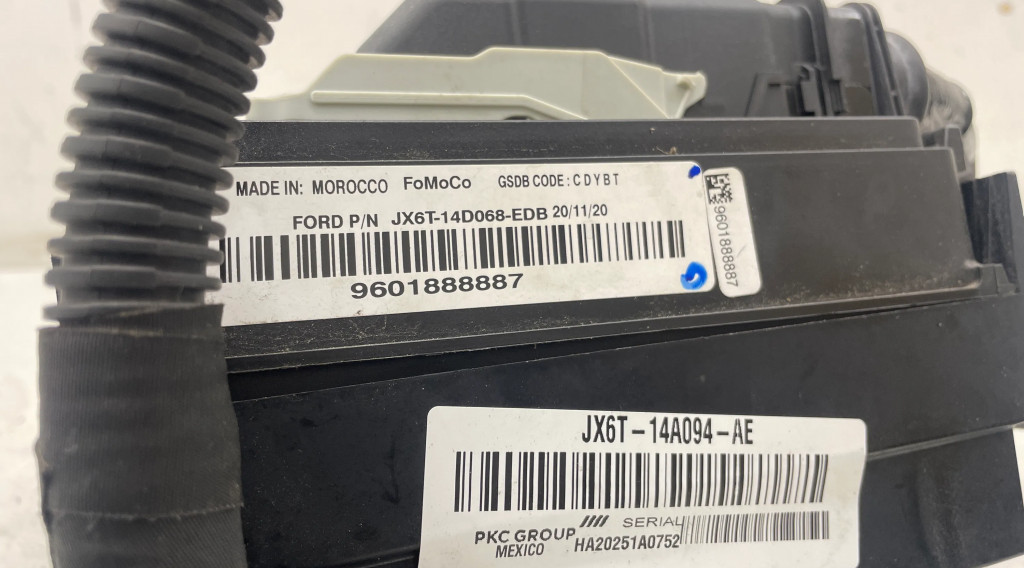 MADE IN: MOROCCO FoMoCo GSDB CODE: CDYBT
FORD P/N JX6T-14D068-EDB 20/11/20
9601888887
9601888887
JX6T-14A094-AE
PKC GROUP SERIAL
MEXICO HA20251A0752